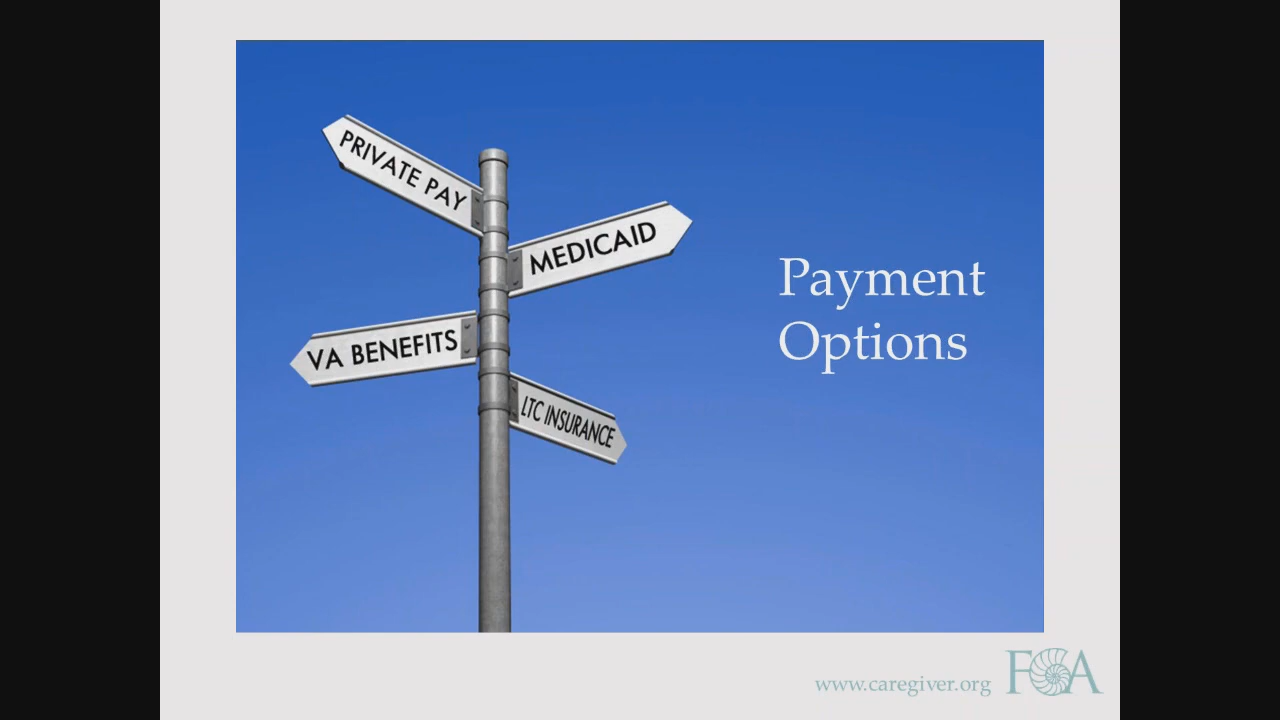 PRIVATE PAY
MEDICAID
VA BENEFITS
LTC INSURANCE
Payment
Options
www.caregiver.org
FCA